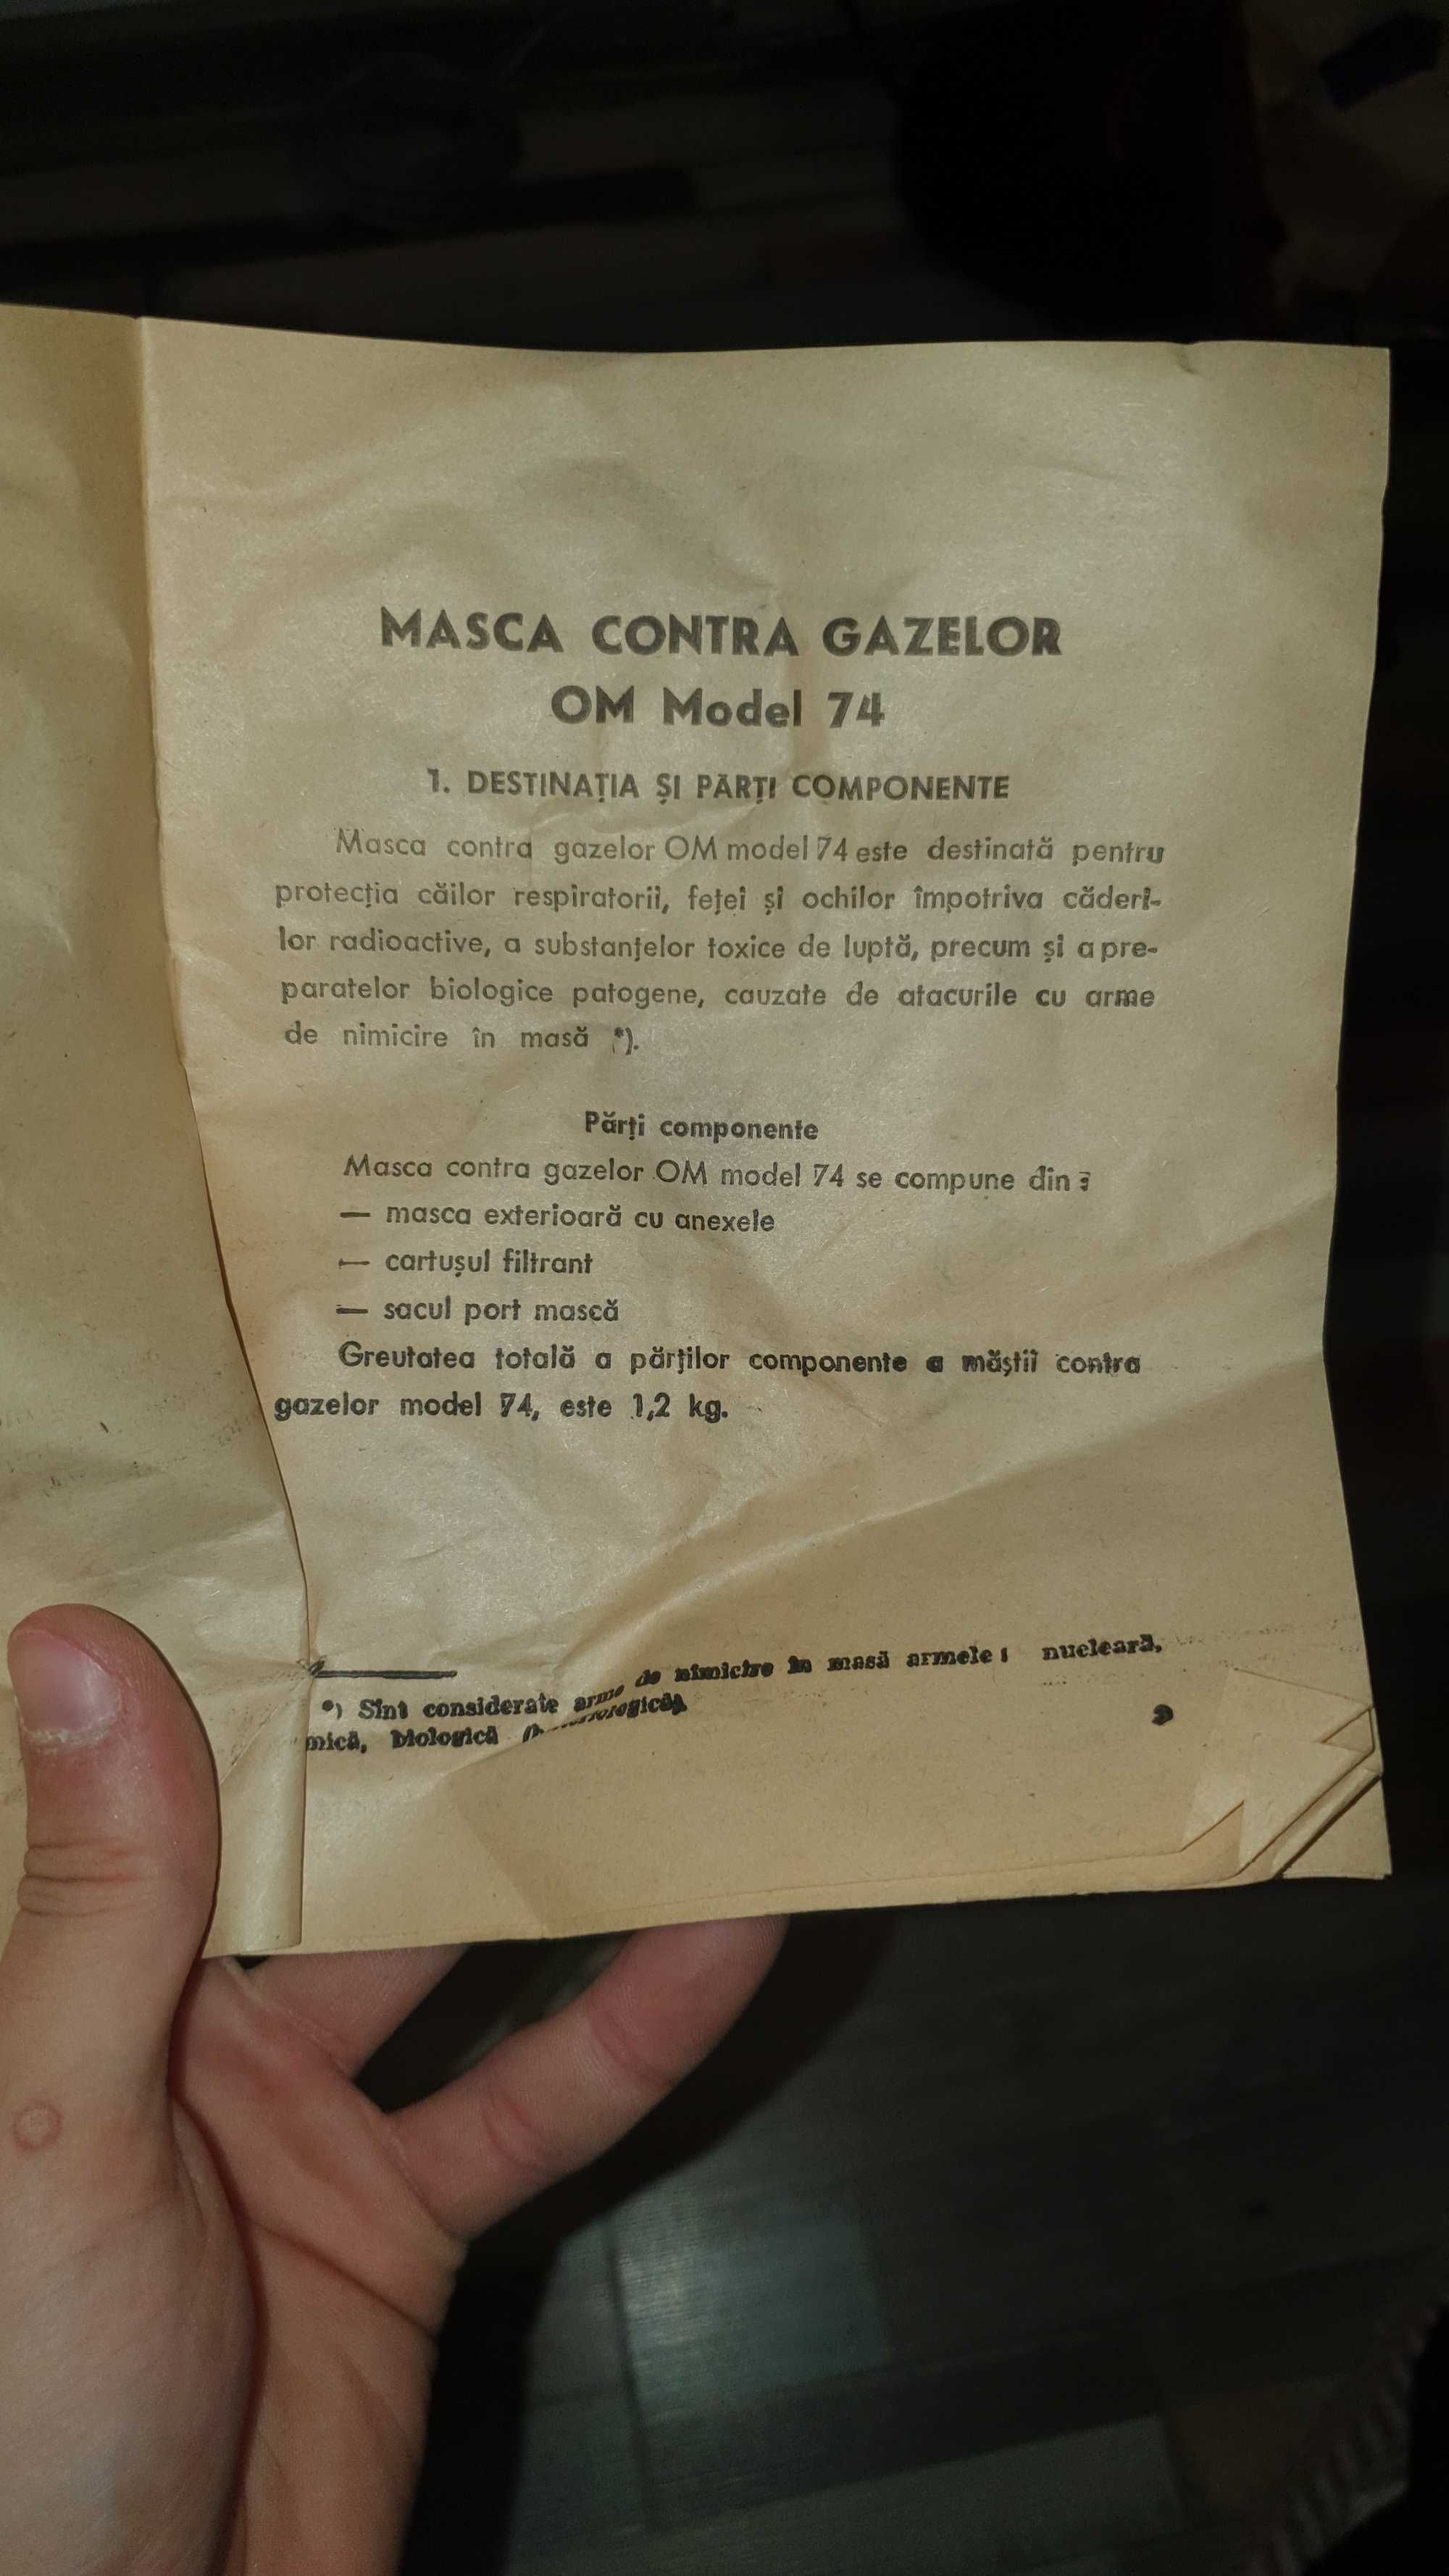 MASCA CONTRA GAZELOR
OM Model 74
1. DESTINAȚIA ȘI PĂRȚI COMPONENTE
Masca contra gazelor OM model 74 este destinată pentru
protecția căilor respiratorii, feței și ochilor împotriva căderi-
lor radioactive, a substanțelor toxice de luptă, precum și a pre-
paratelor biologice patogene, cauzate de atacurile cu arme
de nimicire în masă *).
Părți componente
Masca contra gazelor OM model 74 se compune din :
— masca exterioară cu anexele
— cartușul filtrant
— sacul port mască
Greutatea totală a părților componente a măștii contra
gazelor model 74, este 1,2 kg.
*) Sînt considerate arme de nimicire în masă armele : nucleară,
mică, biologică